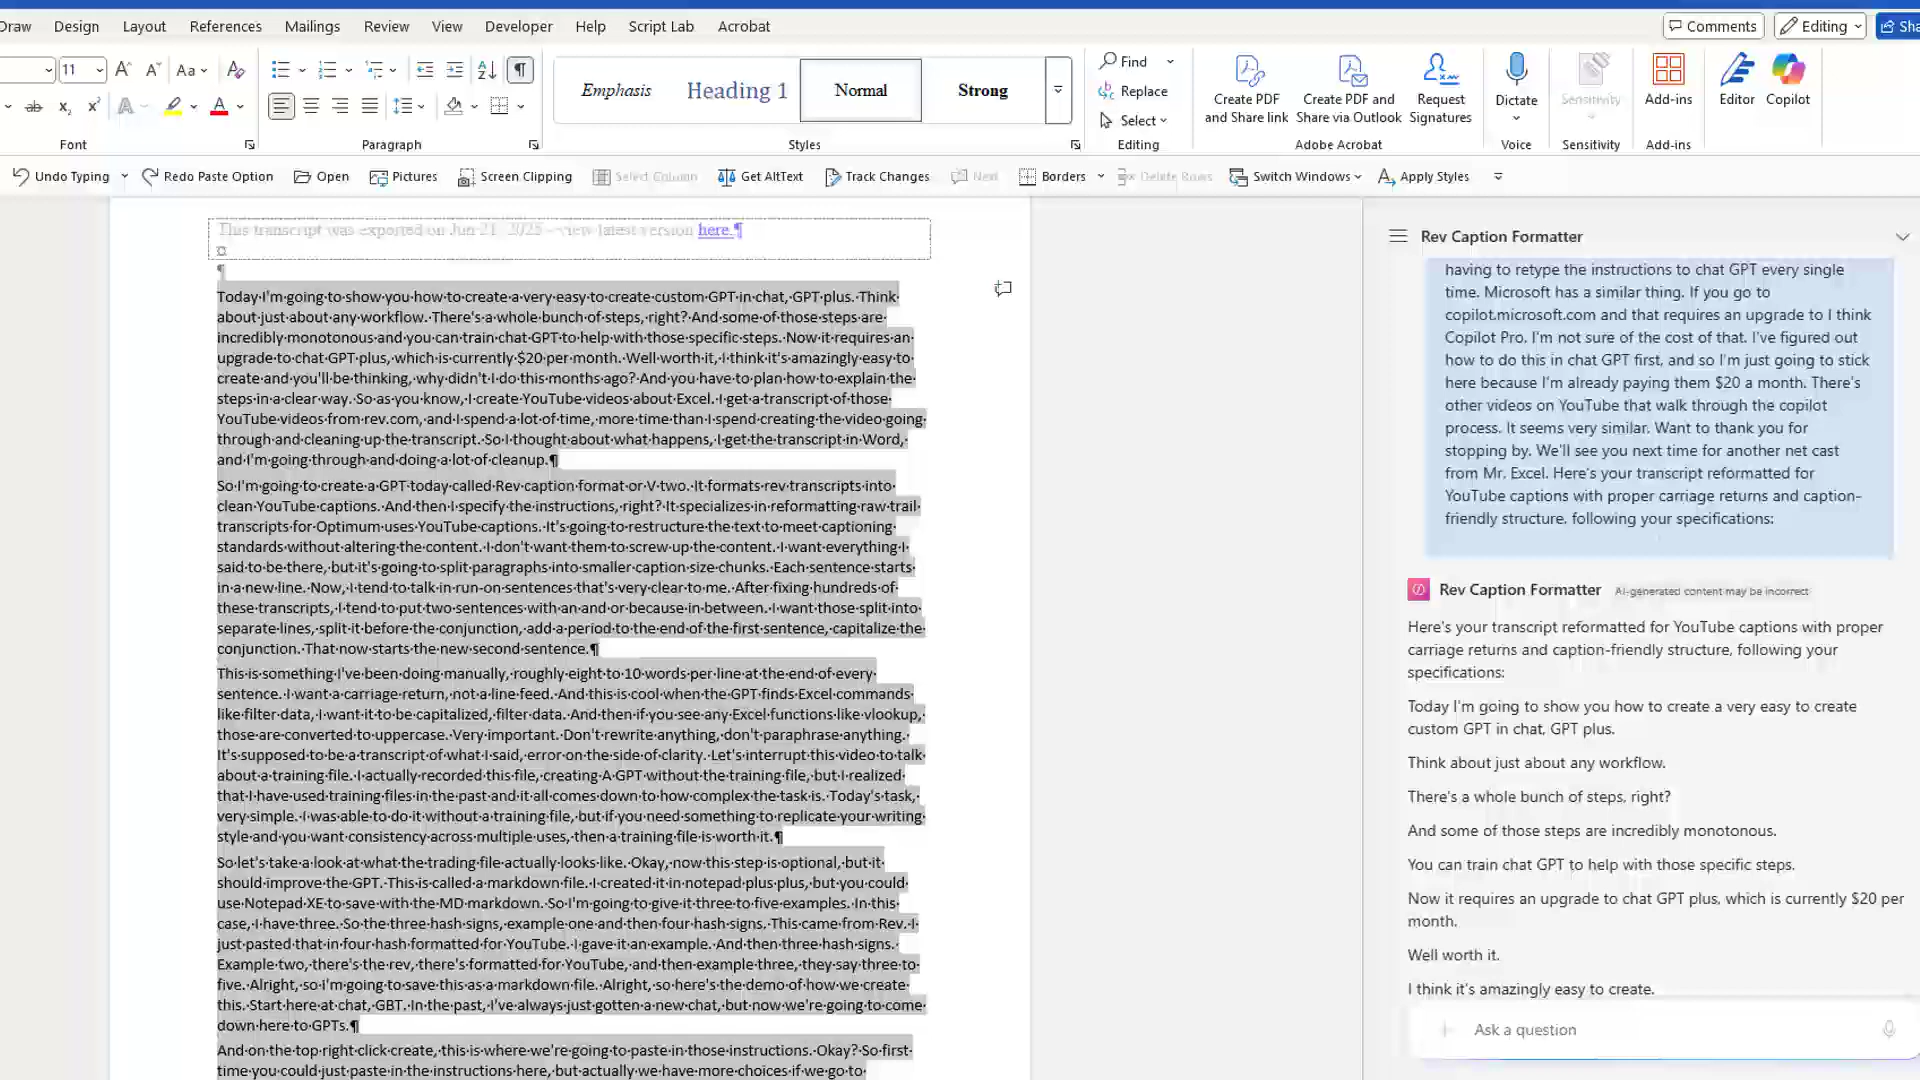 Draw Design Layout References Mailings Review View Developer Help Script Lab Acrobat Comments Editing
11 Aa
Emphasis Heading 1 Normal Strong
Find
Replace
Select
Create PDF and Share link
Create PDF and Share via Outlook
Request Signatures
Dictate
Sensitivity
Add-ins
Editor
Copilot
Font Paragraph Styles Editing Adobe Acrobat Voice Sensitivity Add-ins
Undo Typing Redo Paste Option Open Pictures Screen Clipping Select Column Get AltText Track Changes Next Borders Delete Rows Switch Windows Apply Styles
This transcript was exported on Jun 21, 2025 - view latest version here.¶
¤
¶
Today I'm going to show you how to create a very easy to create custom GPT in chat, GPT plus. Think
about just about any workflow. There's a whole bunch of steps, right? And some of those steps are
incredibly monotonous and you can train chat GPT to help with those specific steps. Now it requires an
upgrade to chat GPT plus, which is currently $20 per month. Well worth it, I think it's amazingly easy to
create and you'll be thinking, why didn't I do this months ago? And you have to plan how to explain the
steps in a clear way. So as you know, I create YouTube videos about Excel. I get a transcript of those
YouTube videos from rev.com, and I spend a lot of time, more time than I spend creating the video going
through and cleaning up the transcript. So I thought about what happens, I get the transcript in Word,
and I'm going through and doing a lot of cleanup.¶
So I'm going to create a GPT today called Rev caption format or V two. It formats rev transcripts into
clean YouTube captions. And then I specify the instructions, right? It specializes in reformatting raw trail
transcripts for Optimum uses YouTube captions. It's going to restructure the text to meet captioning
standards without altering the content. I don't want them to screw up the content. I want everything I
said to be there, but it's going to split paragraphs into smaller caption size chunks. Each sentence starts
in a new line. Now, I tend to talk in run on sentences that's very clear to me. After fixing hundreds of
these transcripts, I tend to put two sentences with an and or because in between. I want those split into
separate lines, split it before the conjunction, add a period to the end of the first sentence, capitalize the
conjunction. That now starts the new second sentence.¶
This is something I've been doing manually, roughly eight to 10 words per line at the end of every
sentence. I want a carriage return, not a line feed. And this is cool when the GPT finds Excel commands
like filter data, I want it to be capitalized, filter data. And then if you see any Excel functions like vlookup,
those are converted to uppercase. Very important. Don't rewrite anything, don't paraphrase anything.
It's supposed to be a transcript of what I said, error on the side of clarity. Let's interrupt this video to talk
about a training file. I actually recorded this file, creating A GPT without the training file, but I realized
that I have used training files in the past and it all comes down to how complex the task is. Today's task,
very simple. I was able to do it without a training file, but if you need something to replicate your writing
style and you want consistency across multiple uses, then a training file is worth it.¶
So let's take a look at what the trading file actually looks like. Okay, now this step is optional, but it
should improve the GPT. This is called a markdown file. I created it in notepad plus plus, but you could
use Notepad XE to save with the MD markdown. So I'm going to give it three to five examples. In this
case, I have three. So the three hash signs, example one and then four hash signs. This came from Rev. I
just pasted that in four hash formatted for YouTube. I gave it an example. And then three hash signs.
Example two, there's the rev, there's formatted for YouTube, and then example three, they say three to
five. Alright, so I'm going to save this as a markdown file. Alright, so here's the demo of how we create
this. Start here at chat, GBT. In the past, I've always just gotten a new chat, but now we're going to come
down here to GPTs.¶
And on the top right click create, this is where we're going to paste in those instructions. Okay? So first
time you could just paste in the instructions here, but actually we have more choices if we go to
Rev Caption Formatter
having to retype the instructions to chat GPT every single
time. Microsoft has a similar thing. If you go to
copilot.microsoft.com and that requires an upgrade to I think
Copilot Pro. I'm not sure of the cost of that. I've figured out
how to do this in chat GPT first, and so I'm just going to stick
here because I'm already paying them $20 a month. There's
other videos on YouTube that walk through the copilot
process. It seems very similar. Want to thank you for
stopping by. We'll see you next time for another net cast
from Mr. Excel. Here's your transcript reformatted for
YouTube captions with proper carriage returns and caption-
friendly structure, following your specifications:
Rev Caption Formatter AI-generated content may be incorrect
Here's your transcript reformatted for YouTube captions with proper
carriage returns and caption-friendly structure, following your
specifications:
Today I'm going to show you how to create a very easy to create
custom GPT in chat, GPT plus.
Think about just about any workflow.
There's a whole bunch of steps, right?
And some of those steps are incredibly monotonous.
You can train chat GPT to help with those specific steps.
Now it requires an upgrade to chat GPT plus, which is currently $20 per
month.
Well worth it.
I think it's amazingly easy to create.
Ask a question